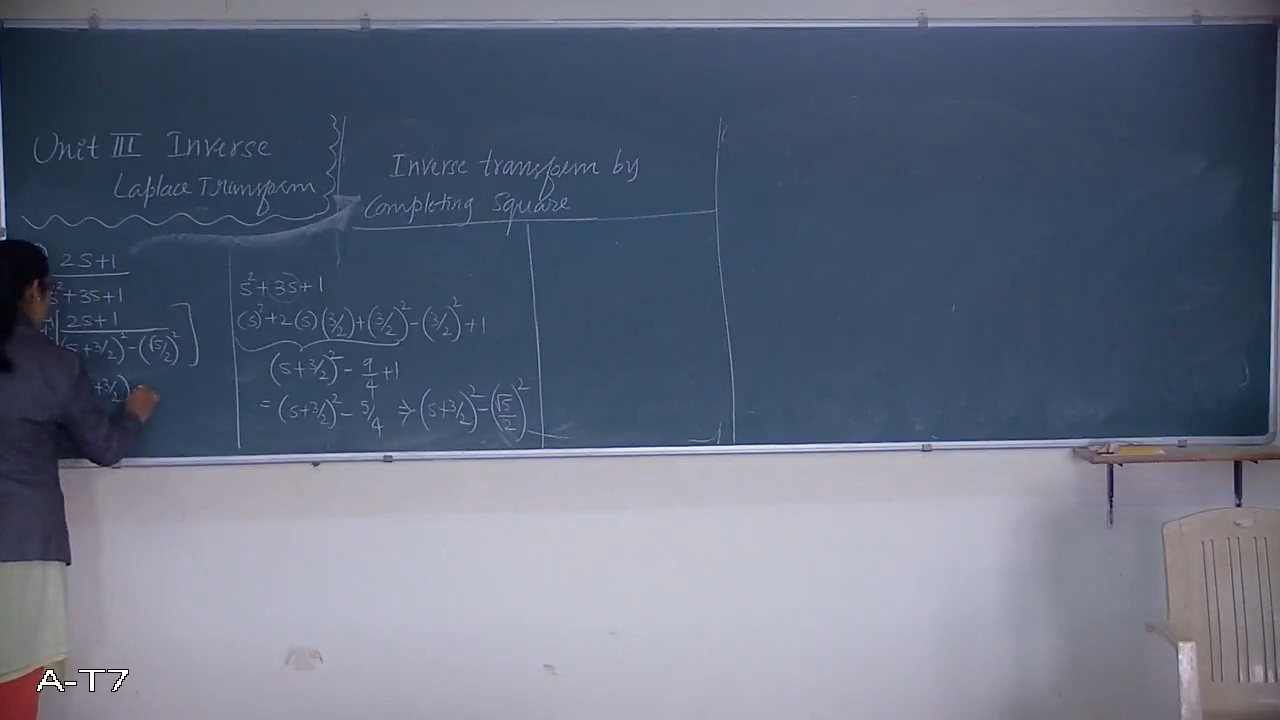 Unit III Inverse
Laplace Transform
Inverse transform by
Completing Square
2s+1
s²+3s+1
[2s+1
(s+3/2)²-(√5/2)²]
+3/2)
s²+3s+1
(s)²+2(s)(3/2)+(3/2)²-(3/2)²+1
(s+3/2)²-9/4+1
=(s+3/2)²-5/4 ⇒(s+3/2)²-(√5/2)²
A-T7